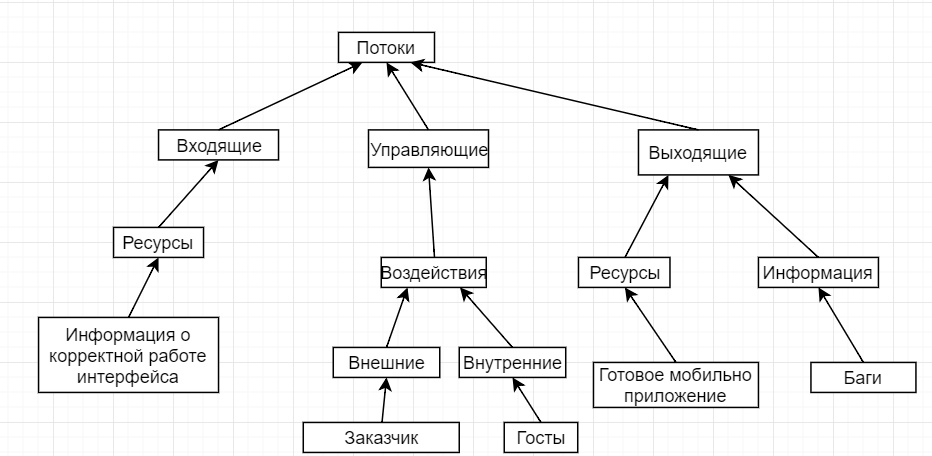 Потоки
Входящие
Управляющие
Выходящие
Ресурсы
Воздействия
Ресурсы
Информация
Информация о
корректной работе
интерфейса
Внешние
Внутренние
Готовое мобильно
приложение
Баги
Заказчик
Госты